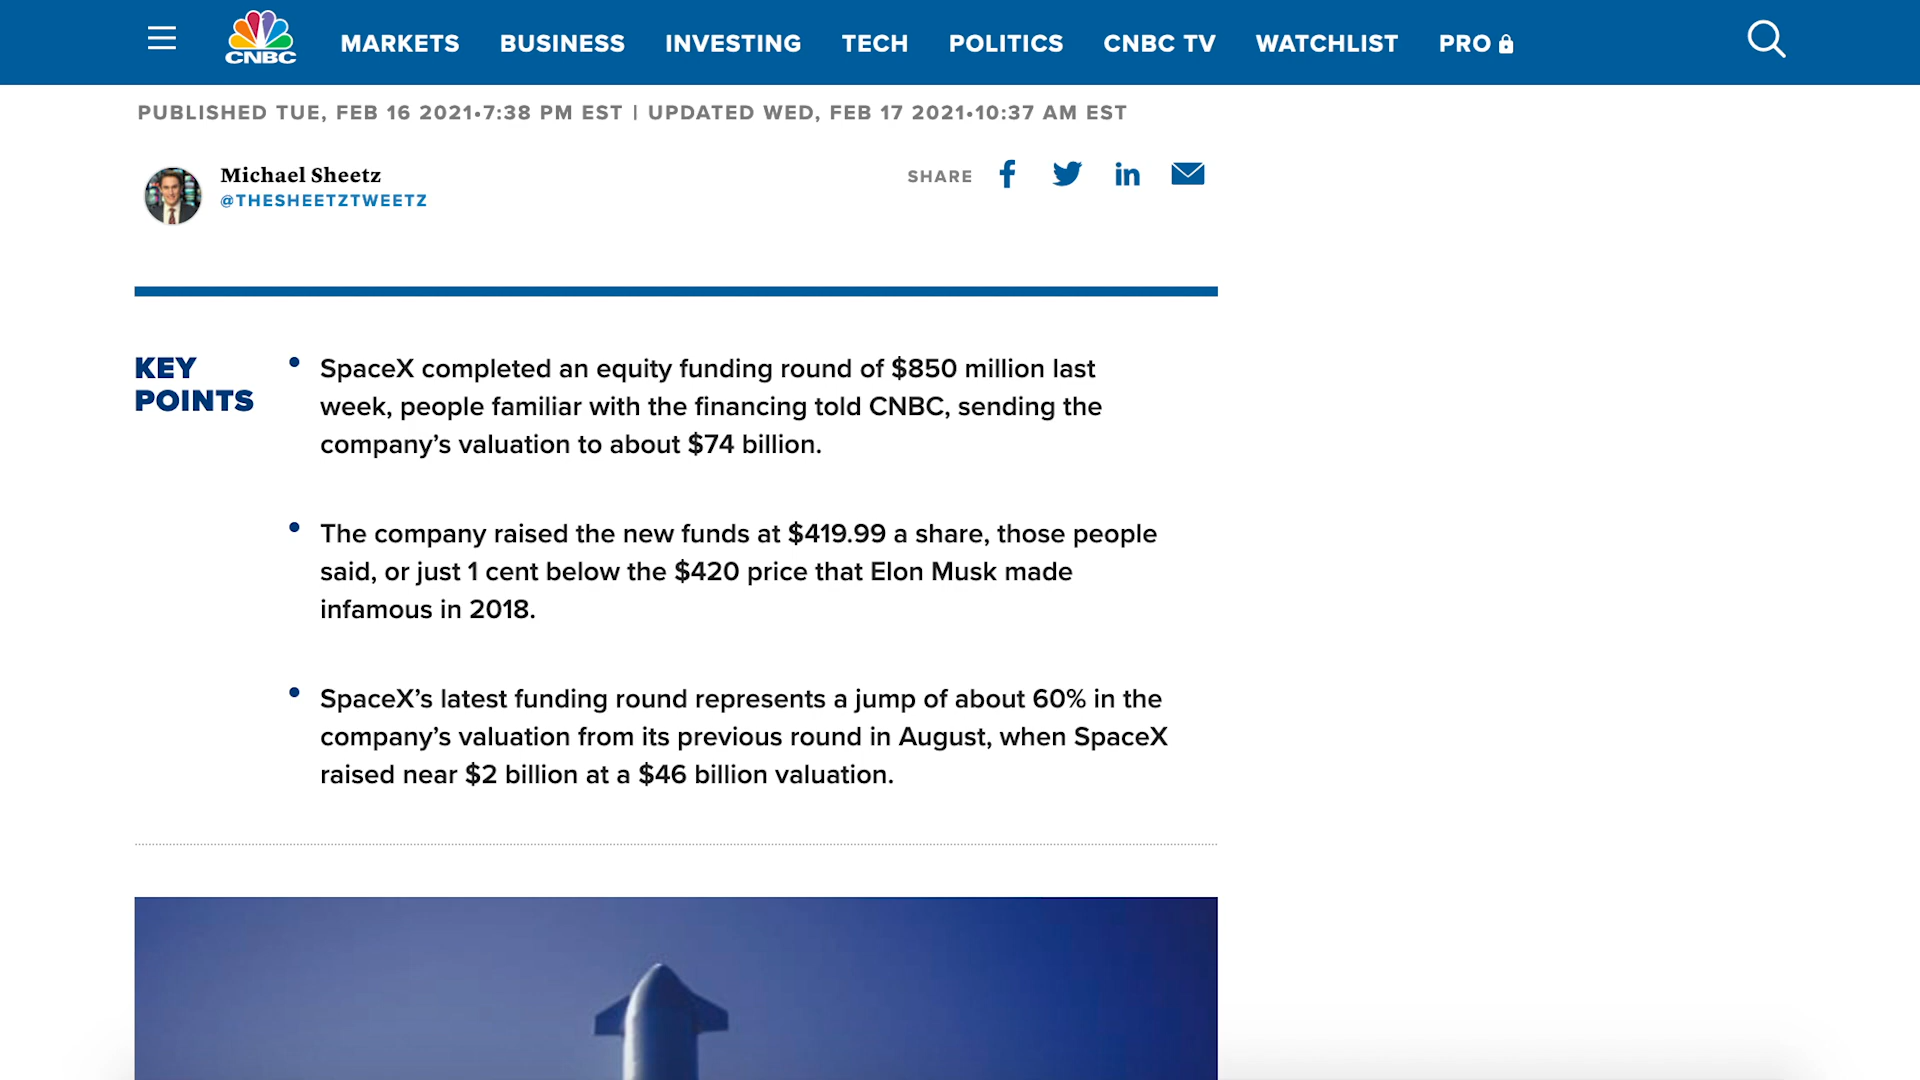 CNBC
MARKETS BUSINESS INVESTING TECH POLITICS CNBC TV WATCHLIST PRO
PUBLISHED TUE, FEB 16 2021•7:38 PM EST | UPDATED WED, FEB 17 2021•10:37 AM EST
Michael Sheetz
@THESHEETZTWEETZ
SHARE
KEY
POINTS
• SpaceX completed an equity funding round of $850 million last
week, people familiar with the financing told CNBC, sending the
company’s valuation to about $74 billion.
• The company raised the new funds at $419.99 a share, those people
said, or just 1 cent below the $420 price that Elon Musk made
infamous in 2018.
• SpaceX’s latest funding round represents a jump of about 60% in the
company’s valuation from its previous round in August, when SpaceX
raised near $2 billion at a $46 billion valuation.